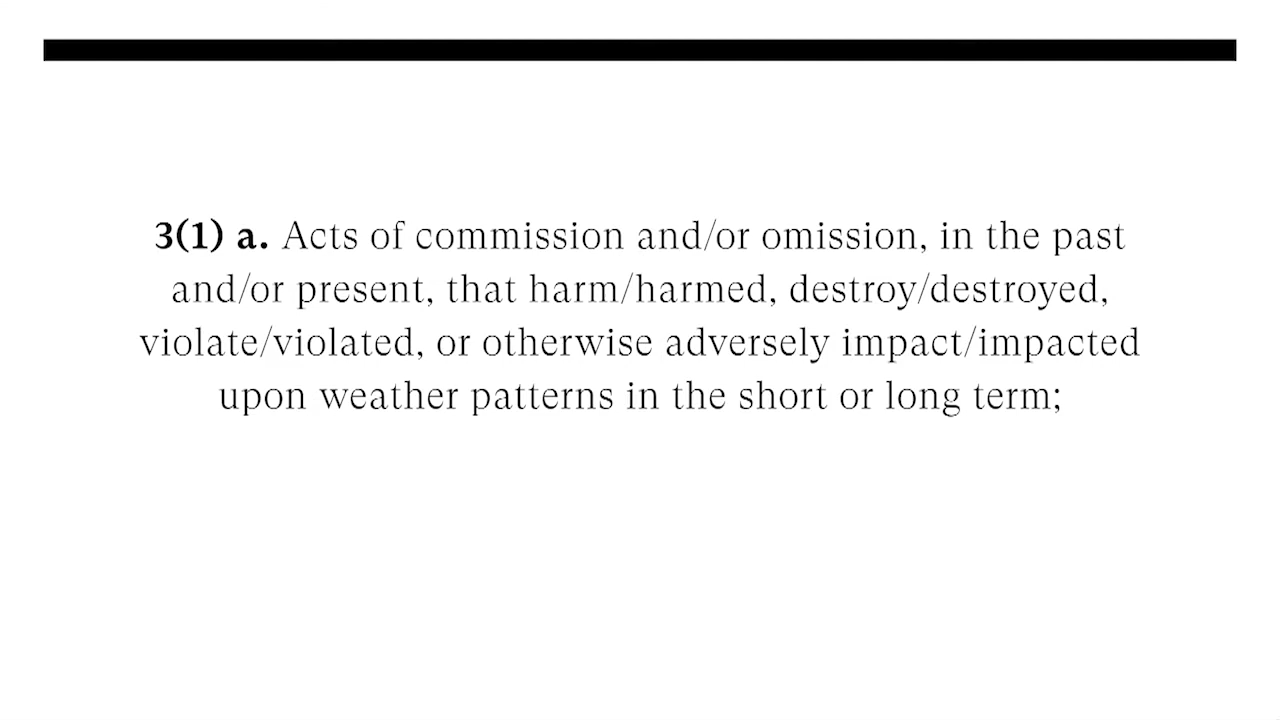 3(1) a. Acts of commission and/or omission, in the past
and/or present, that harm/harmed, destroy/destroyed,
violate/violated, or otherwise adversely impact/impacted
upon weather patterns in the short or long term;